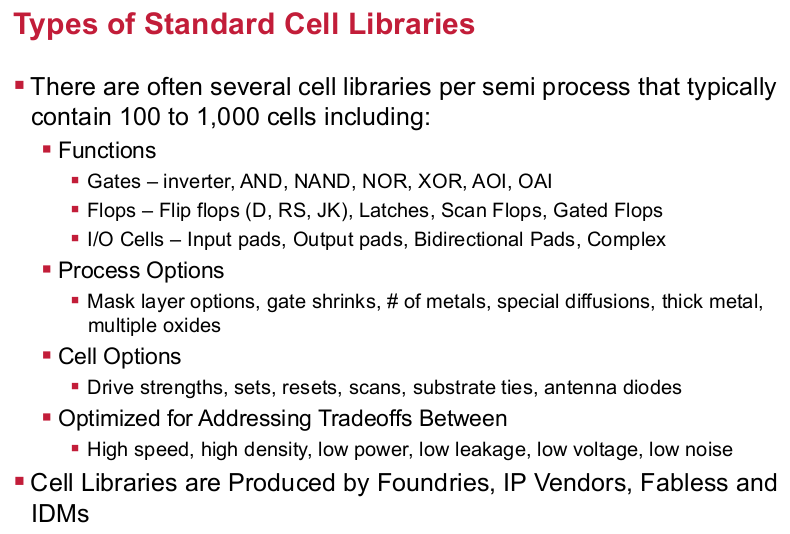 Types of Standard Cell Libraries
▪ There are often several cell libraries per semi process that typically
contain 100 to 1,000 cells including:
▪ Functions
▪ Gates – inverter, AND, NAND, NOR, XOR, AOI, OAI
▪ Flops – Flip flops (D, RS, JK), Latches, Scan Flops, Gated Flops
▪ I/O Cells – Input pads, Output pads, Bidirectional Pads, Complex
▪ Process Options
▪ Mask layer options, gate shrinks, # of metals, special diffusions, thick metal,
multiple oxides
▪ Cell Options
▪ Drive strengths, sets, resets, scans, substrate ties, antenna diodes
▪ Optimized for Addressing Tradeoffs Between
▪ High speed, high density, low power, low leakage, low voltage, low noise
▪ Cell Libraries are Produced by Foundries, IP Vendors, Fabless and
IDMs